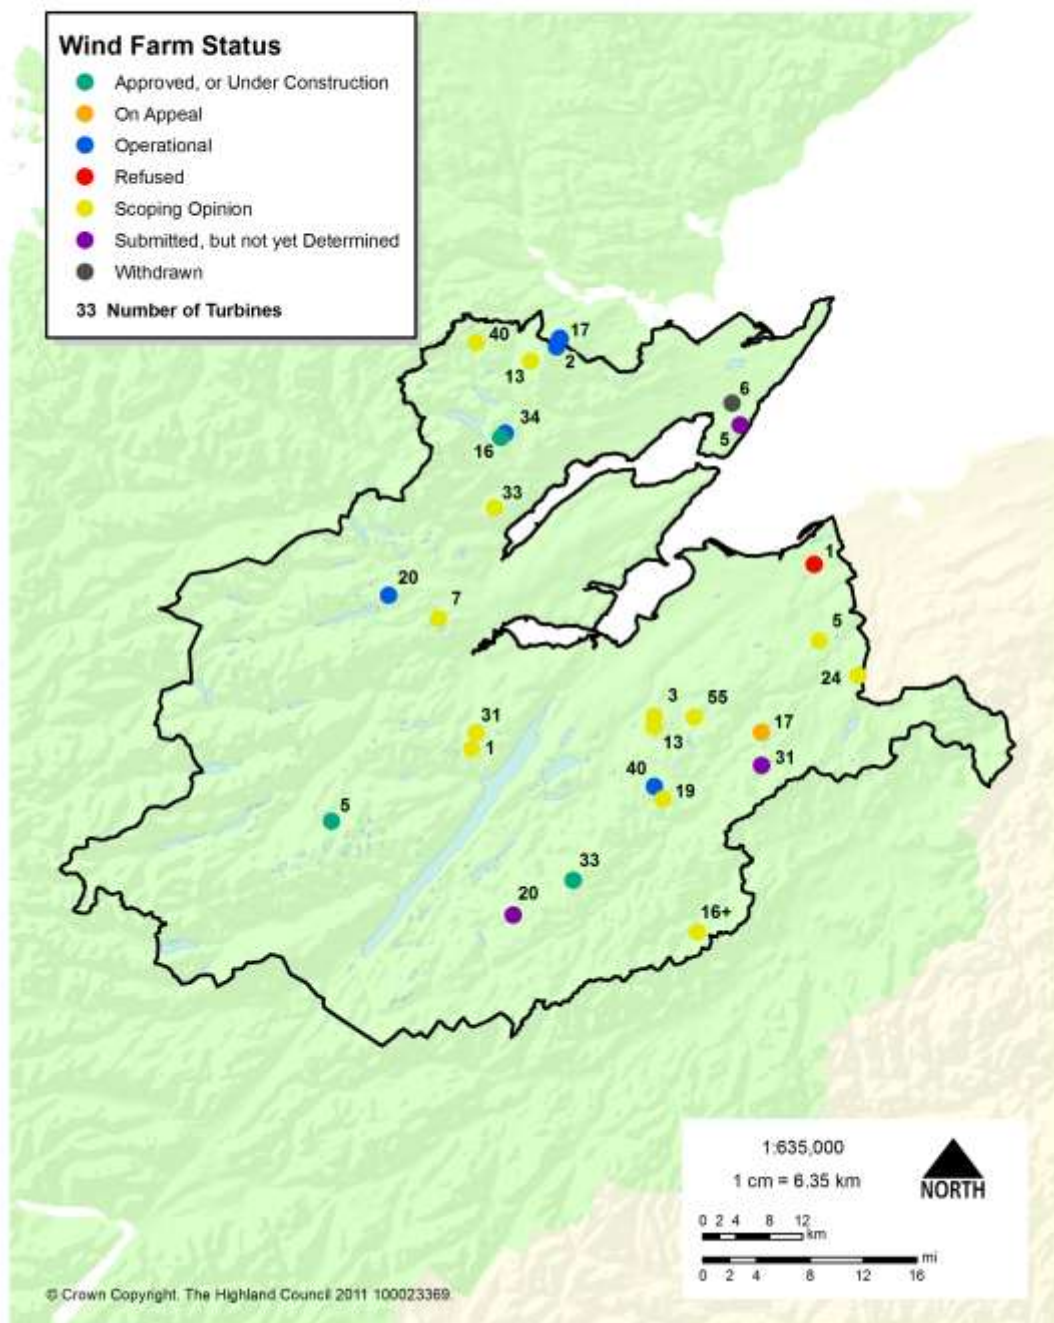 Wind Farm Status
Approved, or Under Construction
On Appeal
Operational
Refused
Scoping Opinion
Submitted, but not yet Determined
Withdrawn
33 Number of Turbines
40
17
13
2
6
5
34
16
33
1
20
7
5
24
3
55
31
13
17
1
31
40
19
5
33
20
16+
1:635,000
1 cm = 6.35 km
NORTH
0 2 4 8 12
km
mi
0 2 4 8 12 16
© Crown Copyright. The Highland Council 2011 100023369